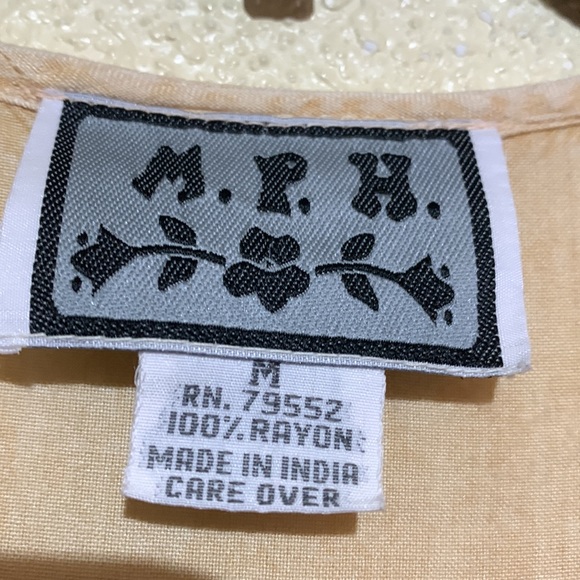 M.P.H.
M
RN. 79552
100% RAYON
MADE IN INDIA
CARE OVER